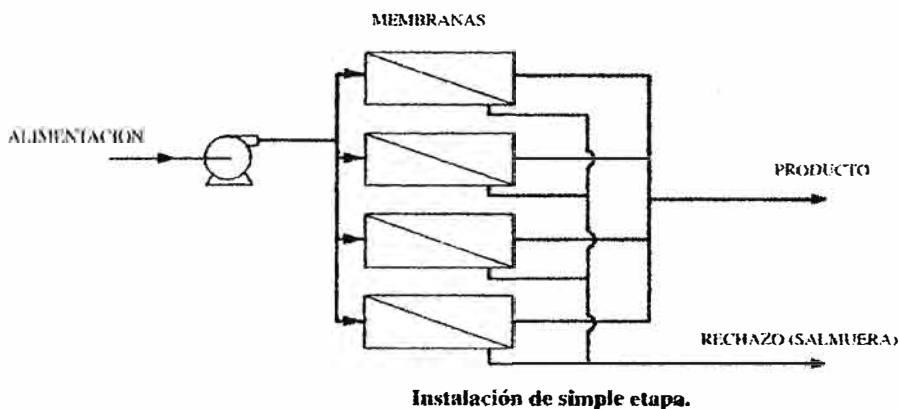 MEMBRANAS
ALIMENTACION
PRODUCTO
RECHAZO (SALMUERA)
Instalación de simple etapa.